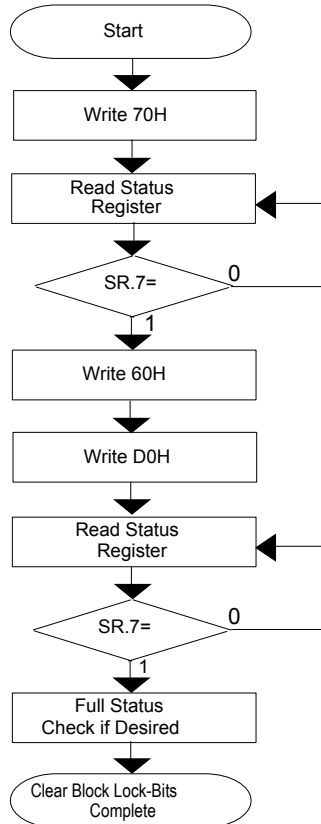 Start
Write 70H
Read Status
Register
SR.7=
0
1
Write 60H
Write D0H
Read Status
Register
SR.7=
0
1
Full Status
Check if Desired
Clear Block Lock-Bits
Complete